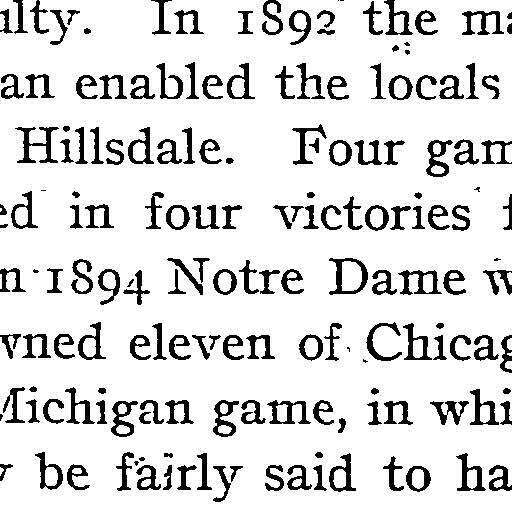 ulty. In 1892 the ma
an enabled the locals
Hillsdale. Four gam
ed in four victories f
n 1894 Notre Dame w
wned eleven of Chicag
Michigan game, in whi
y be fairly said to ha